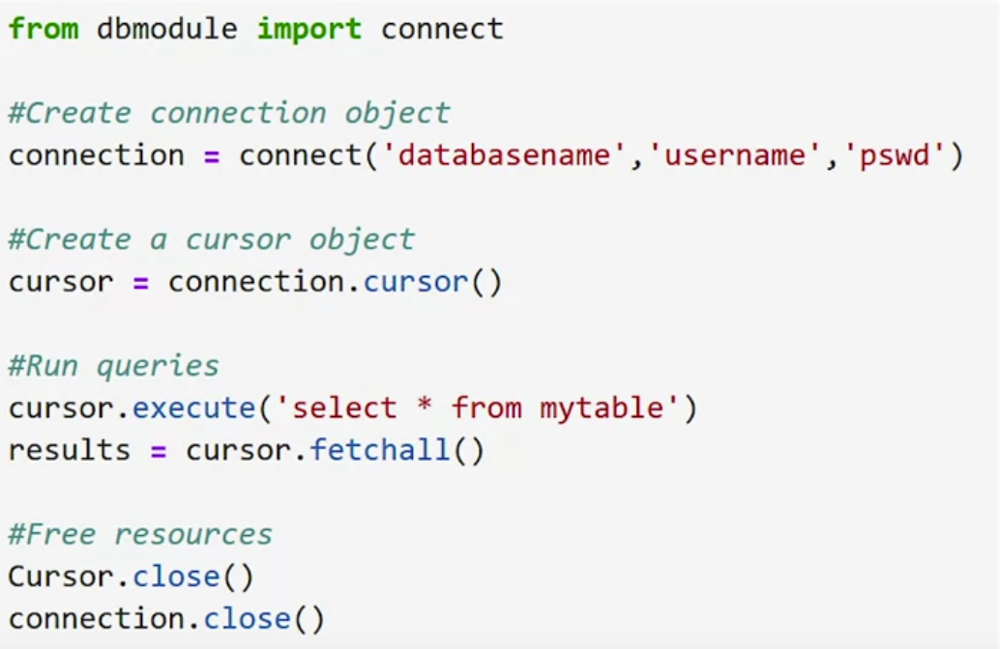 from dbmodule import connect
#Create connection object
connection = connect('databasename','username','pswd')
#Create a cursor object
cursor = connection.cursor()
#Run queries
cursor.execute('select * from mytable')
results = cursor.fetchall()
#Free resources
Cursor.close()
connection.close()